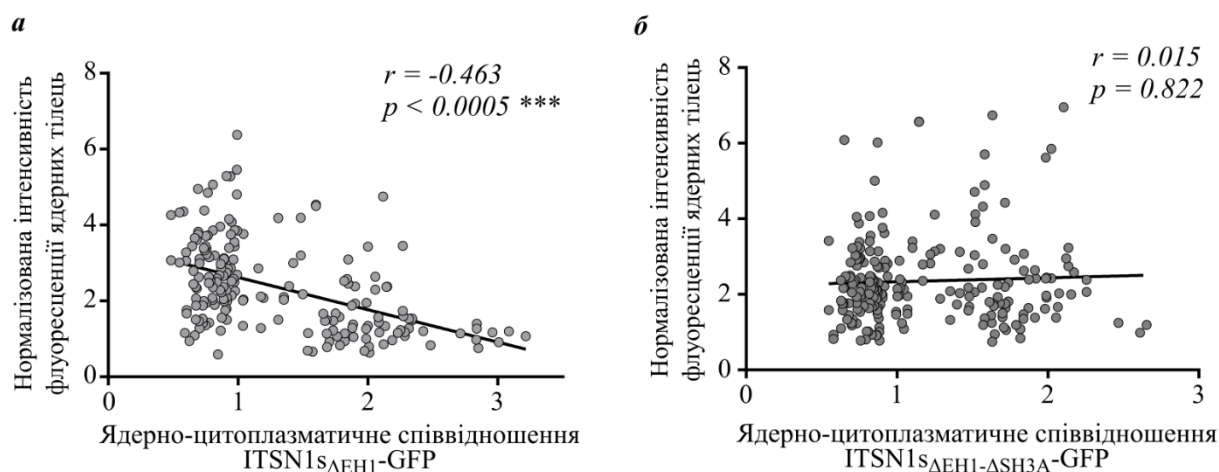 а
r = -0.463
p < 0.0005 ***
Нормалізована інтенсивність
флуоресценції ядерних тілець
8
6
4
2
0
0 1 2 3
Ядерно-цитоплазматичне співвідношення
ITSN1sΔEH1-GFP
б
r = 0.015
p = 0.822
Нормалізована інтенсивність
флуоресценції ядерних тілець
8
6
4
2
0
0 1 2 3
Ядерно-цитоплазматичне співвідношення
ITSN1sΔEH1-ΔSH3A-GFP